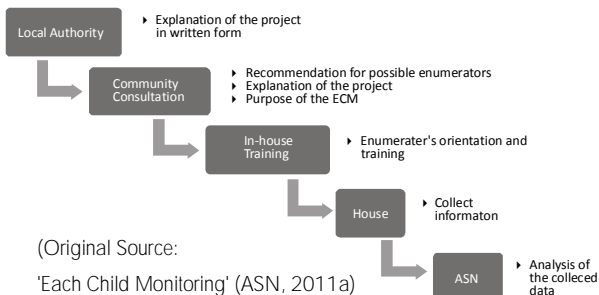 Local Authority
Explanation of the project
in written form
Community
Consultation
Recommendation for possible enumerators
Explanation of the project
Purpose of the ECM
In-house
Training
Enumerater's orientation and
training
House
Collect
informaton
ASN
Analysis of
the colleced
data
(Original Source:
'Each Child Monitoring' (ASN, 2011a)